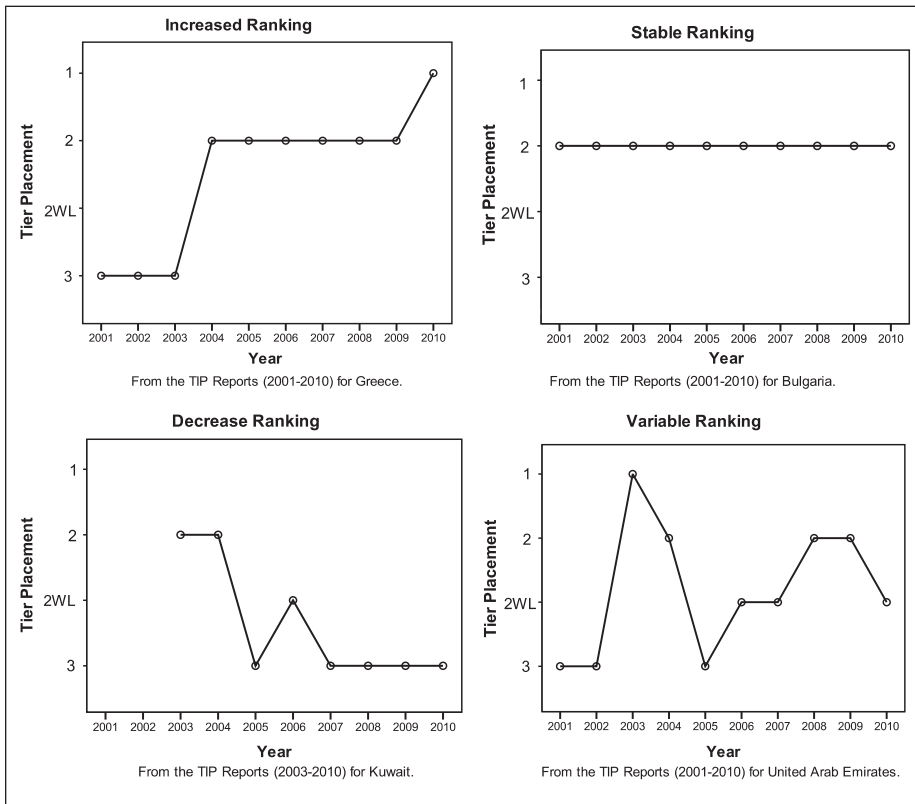 Increased Ranking
1
2
2WL
3
Tier Placement
2001 2002 2003 2004 2005 2006 2007 2008 2009 2010
Year
From the TIP Reports (2001-2010) for Greece.
Stable Ranking
1
2
2WL
3
Tier Placement
2001 2002 2003 2004 2005 2006 2007 2008 2009 2010
Year
From the TIP Reports (2001-2010) for Bulgaria.
Decrease Ranking
1
2
2WL
3
Tier Placement
2001 2002 2003 2004 2005 2006 2007 2008 2009 2010
Year
From the TIP Reports (2003-2010) for Kuwait.
Variable Ranking
1
2
2WL
3
Tier Placement
2001 2002 2003 2004 2005 2006 2007 2008 2009 2010
Year
From the TIP Reports (2001-2010) for United Arab Emirates.